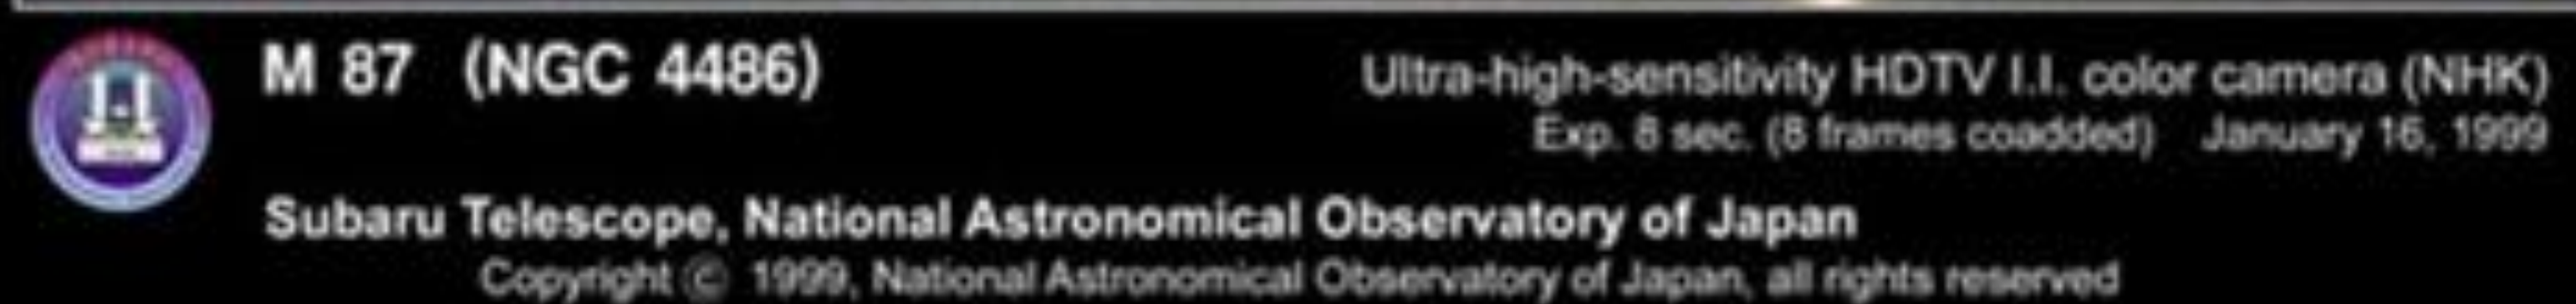 M 87 (NGC 4486)
Ultra-high-sensitivity HDTV I.I. color camera (NHK)
Exp. 8 sec. (8 frames coadded) January 16, 1999
Subaru Telescope, National Astronomical Observatory of Japan
Copyright © 1999, National Astronomical Observatory of Japan, all rights reserved